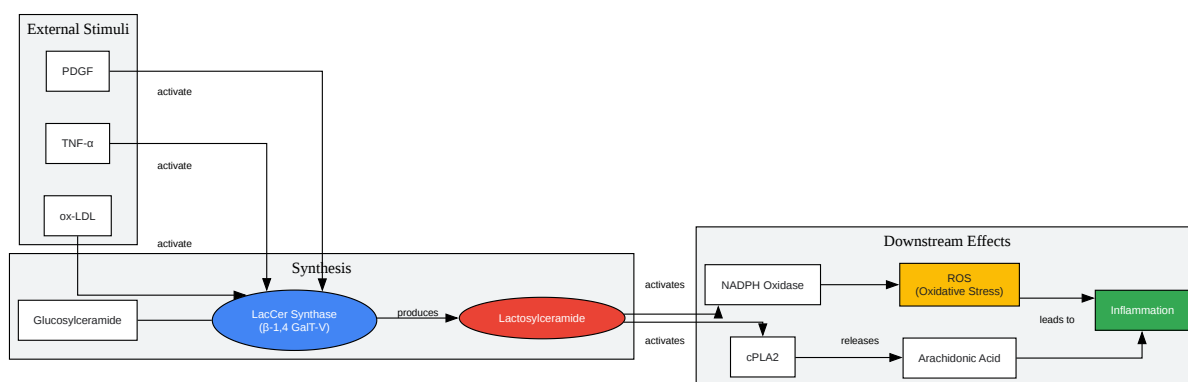 External Stimuli
PDGF
activate
TNF-α
activate
ox-LDL
activate
Synthesis
Glucosylceramide
LacCer Synthase
(β-1,4 GalT-V)
produces
Lactosylceramide
activates
activates
Downstream Effects
NADPH Oxidase
ROS
(Oxidative Stress)
leads to
Inflammation
cPLA2
releases
Arachidonic Acid